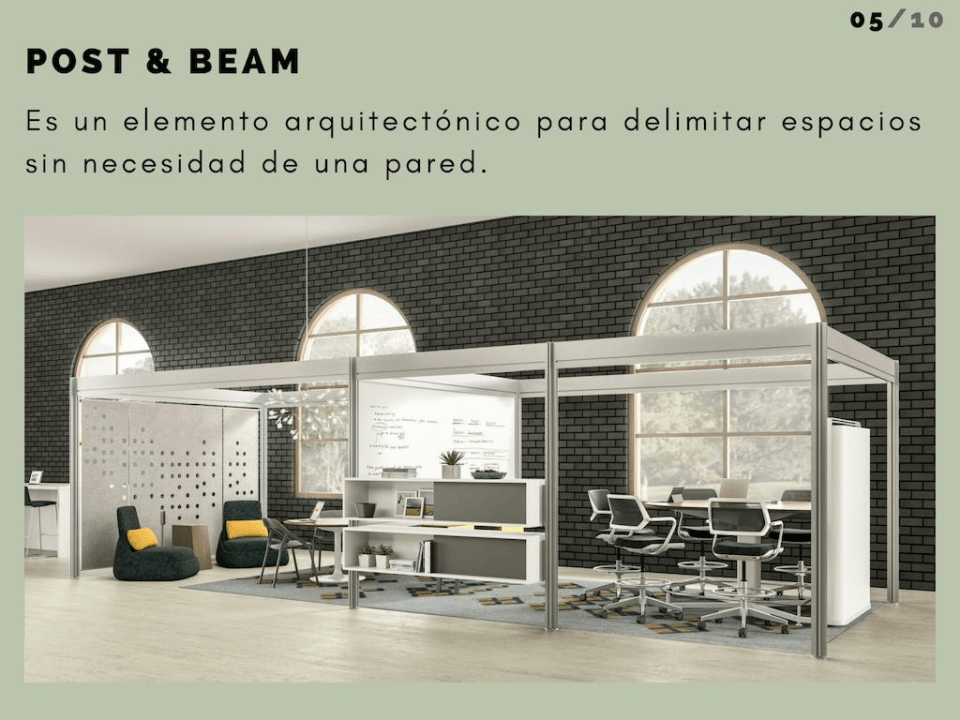 05/10
POST & BEAM
Es un elemento arquitectónico para delimitar espacios
sin necesidad de una pared.